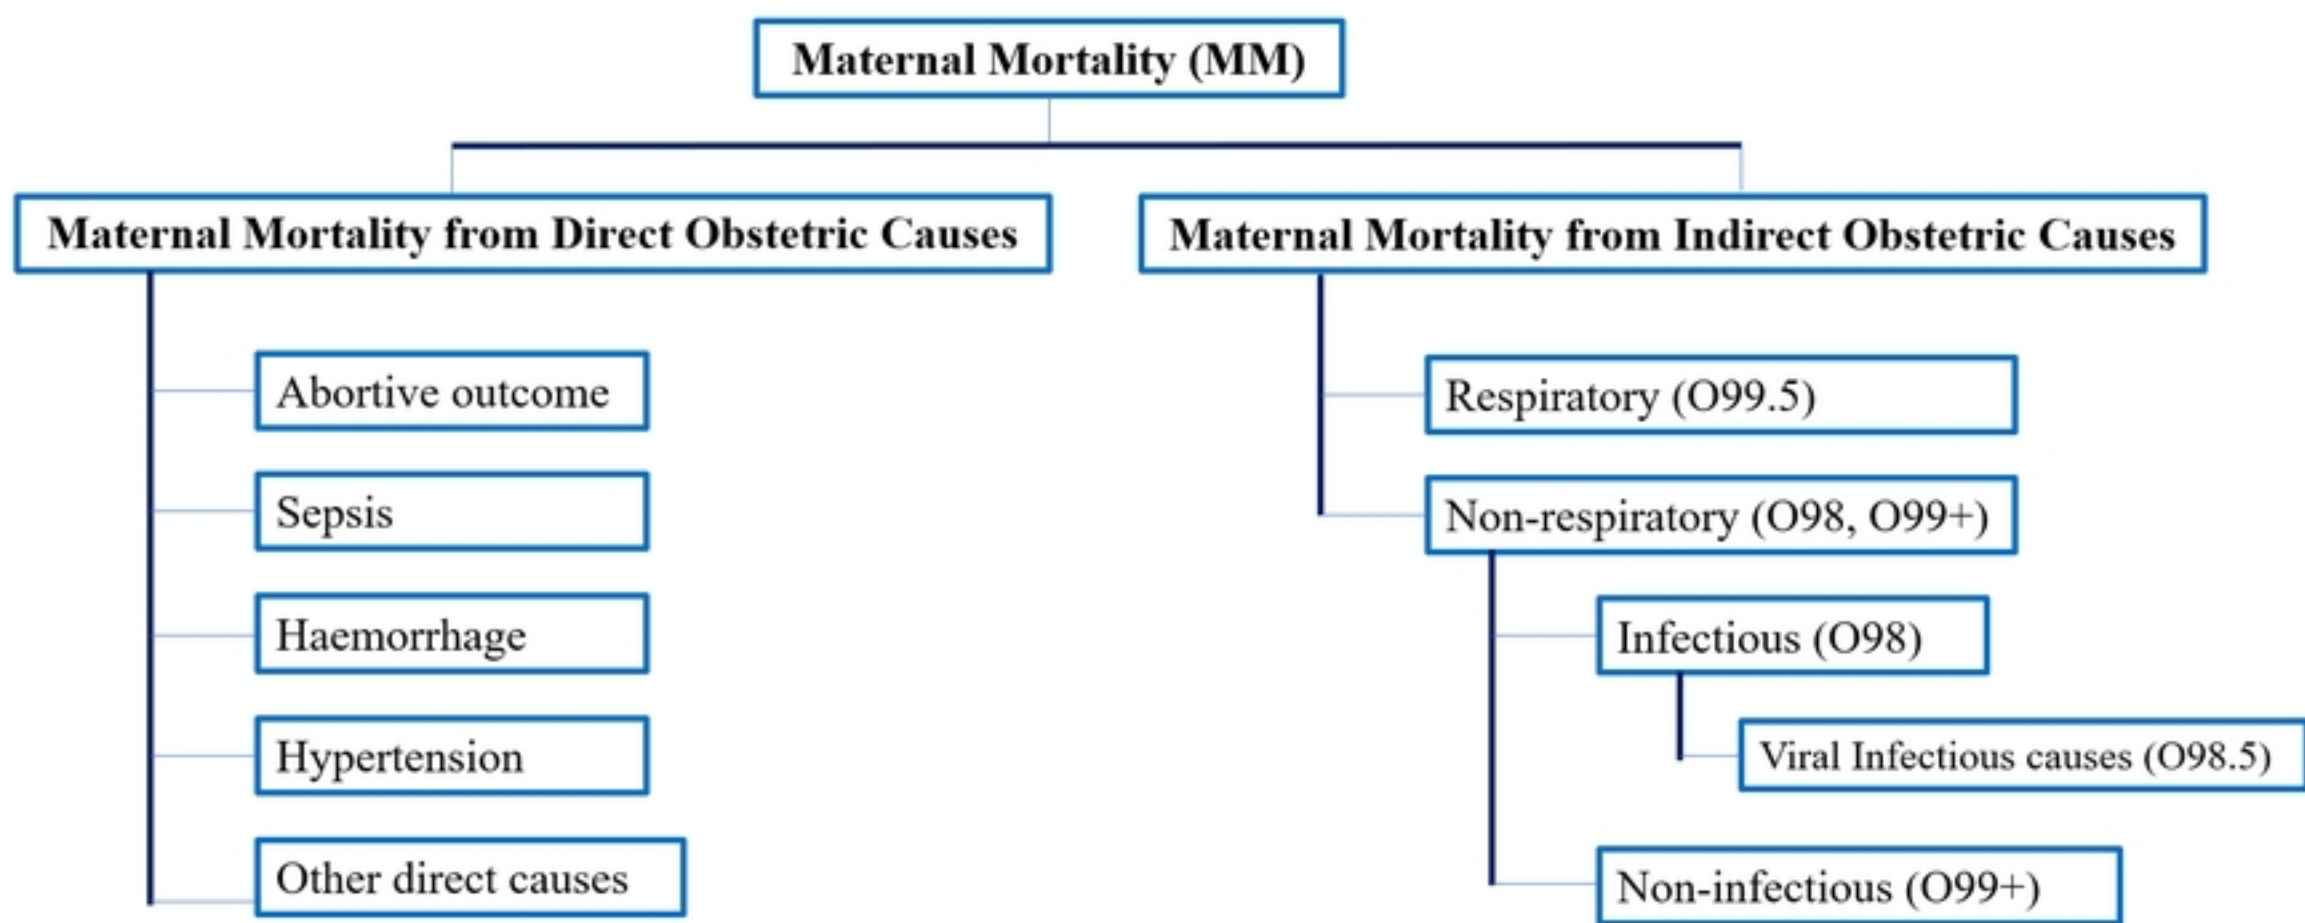 Maternal Mortality (MM)
Maternal Mortality from Direct Obstetric Causes
Abortive outcome
Sepsis
Haemorrhage
Hypertension
Other direct causes
Maternal Mortality from Indirect Obstetric Causes
Respiratory (O99.5)
Non-respiratory (O98, O99+)
Infectious (O98)
Viral Infectious causes (O98.5)
Non-infectious (O99+)